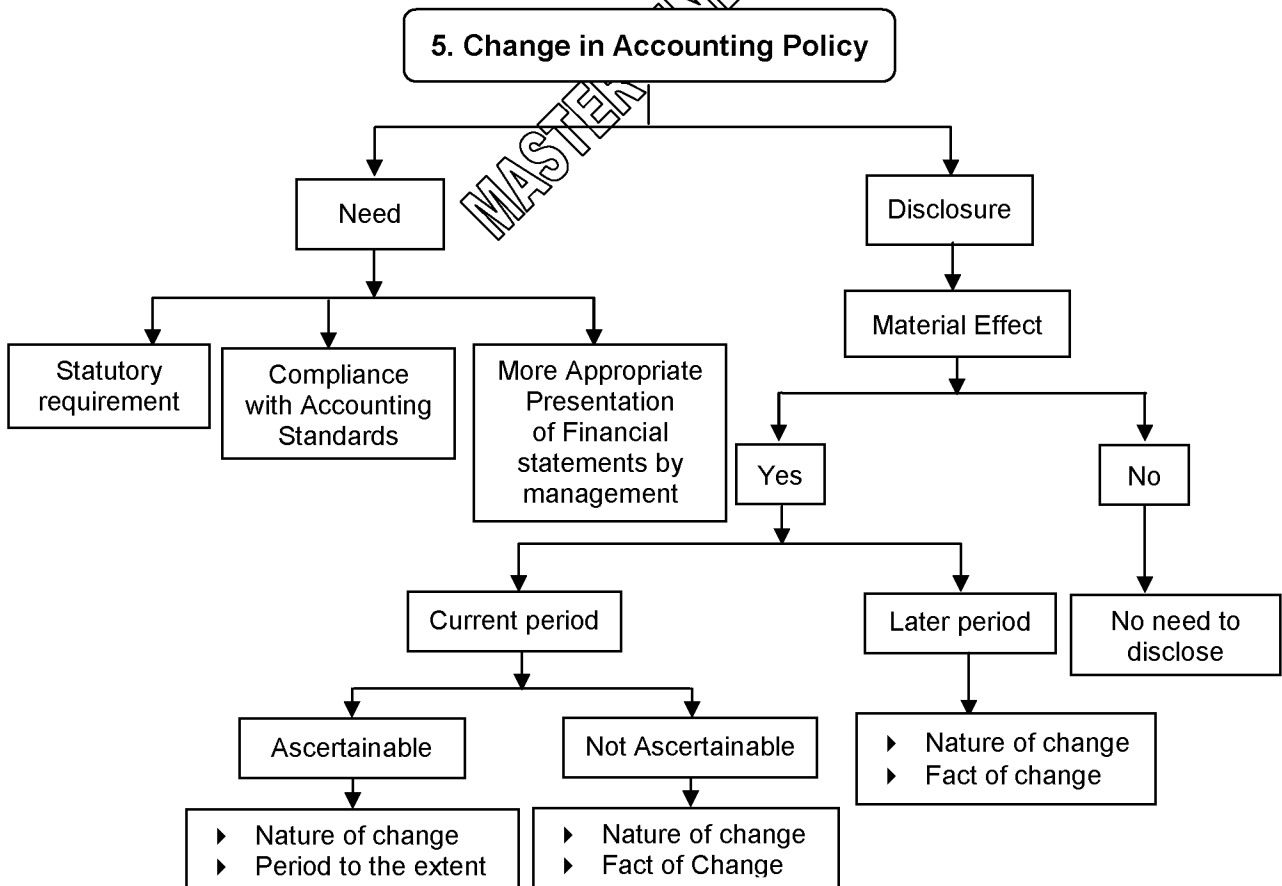 5. Change in Accounting Policy
MASTER
Need
Disclosure
Material Effect
Statutory
requirement
Compliance
with Accounting
Standards
More Appropriate
Presentation
of Financial
statements by
management
Yes
No
Current period
Later period
No need to
disclose
Ascertainable
Not Ascertainable
Nature of change
Fact of change
Nature of change
Period to the extent
Nature of change
Fact of Change